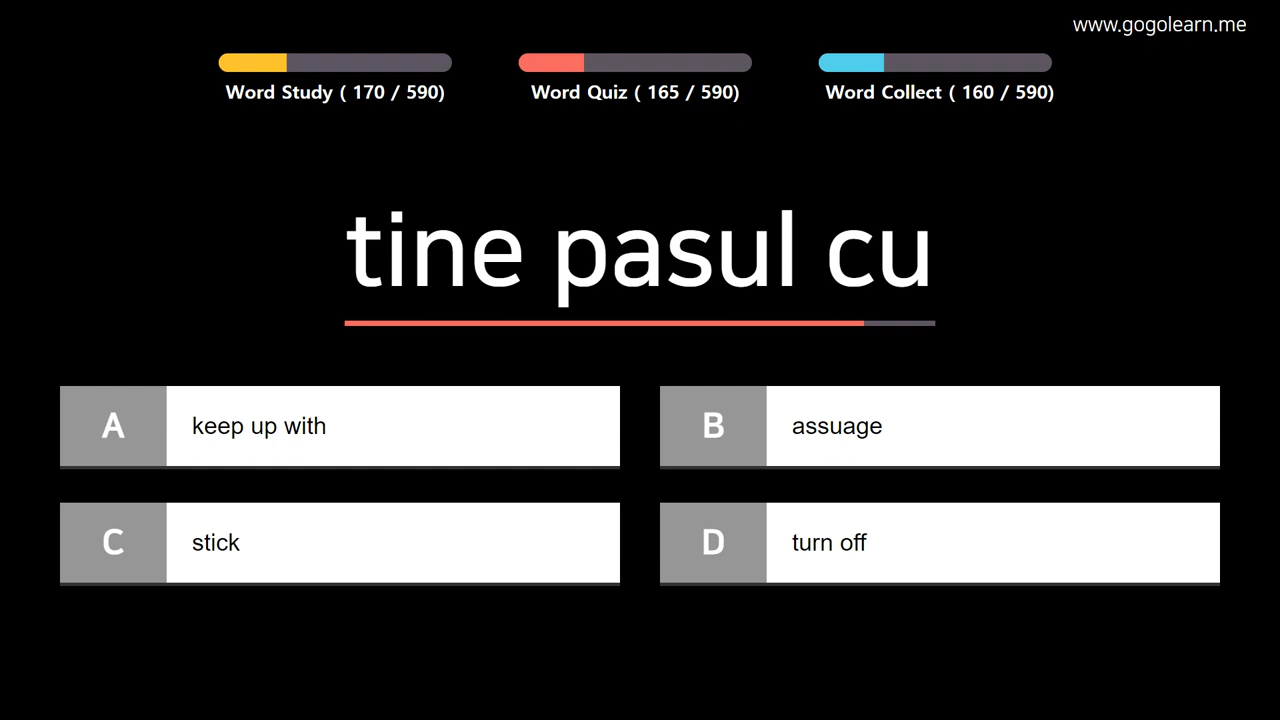 www.gogolearn.me
Word Study ( 170 / 590)
Word Quiz ( 165 / 590)
Word Collect ( 160 / 590)
tine pasul cu
A keep up with
B assuage
C stick
D turn off